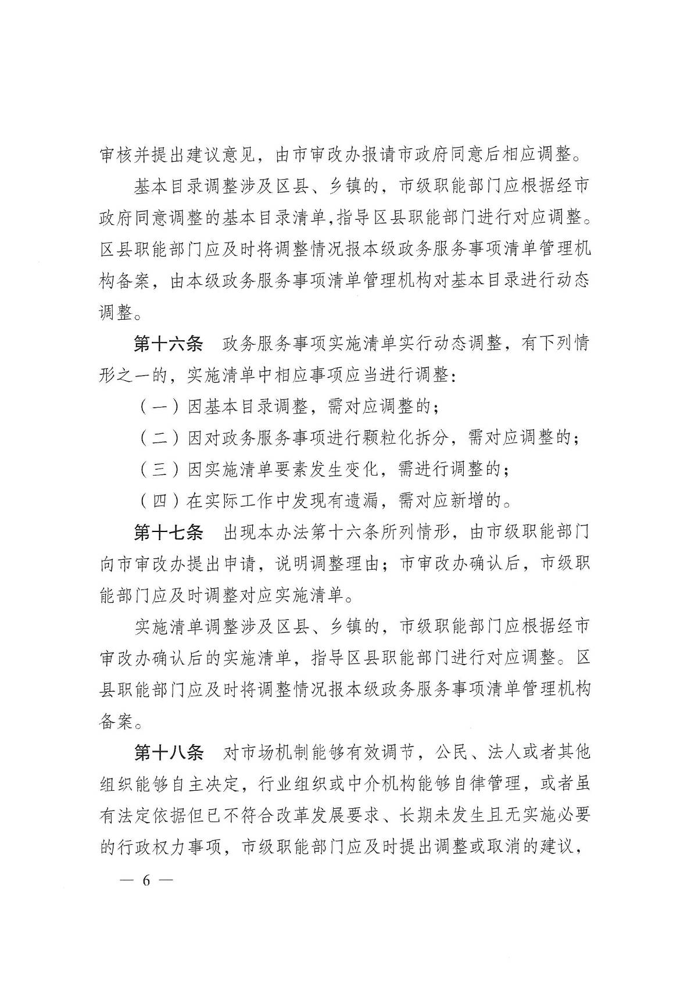 审核并提出建议意见，由市审改办报请市政府同意后相应调整。
基本目录调整涉及区县、乡镇的，市级职能部门应根据经市
政府同意调整的基本目录清单，指导区县职能部门进行对应调整。
区县职能部门应及时将调整情况报本级政务服务事项清单管理机
构备案，由本级政务服务事项清单管理机构对基本目录进行动态
调整。
第十六条　政务服务事项实施清单实行动态调整，有下列情
形之一的，实施清单中相应事项应当进行调整：
（一）因基本目录调整，需对应调整的；
（二）因对政务服务事项进行颗粒化拆分，需对应调整的；
（三）因实施清单要素发生变化，需进行调整的；
（四）在实际工作中发现有遗漏，需对应新增的。
第十七条　出现本办法第十六条所列情形，由市级职能部门
向市审改办提出申请，说明调整理由；市审改办确认后，市级职
能部门应及时调整对应实施清单。
实施清单调整涉及区县、乡镇的，市级职能部门应根据经市
审改办确认后的实施清单，指导区县职能部门进行对应调整。区
县职能部门应及时将调整情况报本级政务服务事项清单管理机构
备案。
第十八条　对市场机制能够有效调节，公民、法人或者其他
组织能够自主决定，行业组织或中介机构能够自律管理，或者虽
有法定依据但已不符合改革发展要求、长期未发生且无实施必要
的行政权力事项，市级职能部门应及时提出调整或取消的建议，
— 6 —